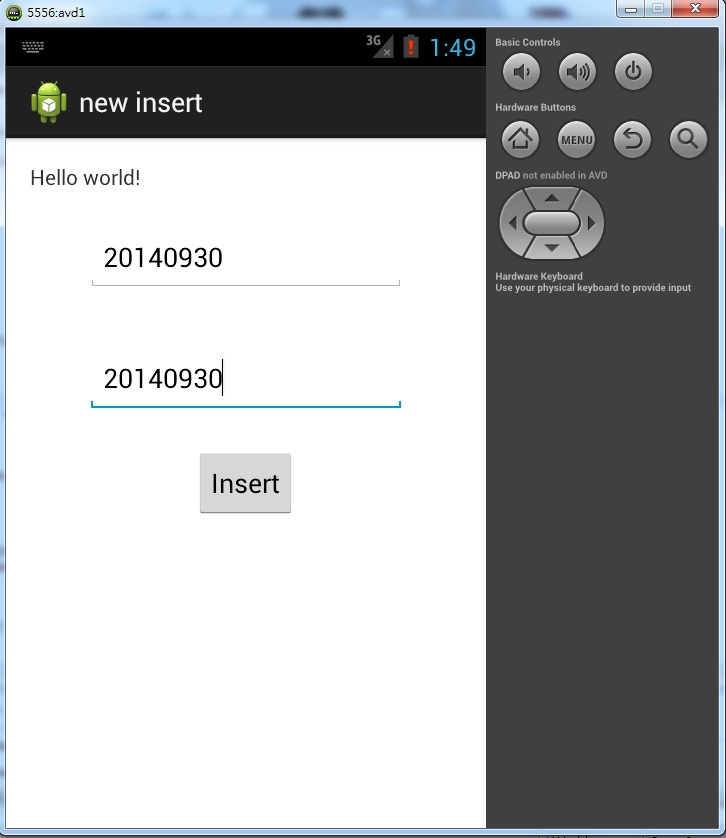 5556:avd1
3G
1:49
new insert
Hello world!
20140930
20140930
Insert
Basic Controls
Hardware Buttons
MENU
DPAD not enabled in AVD
Hardware Keyboard
Use your physical keyboard to provide input